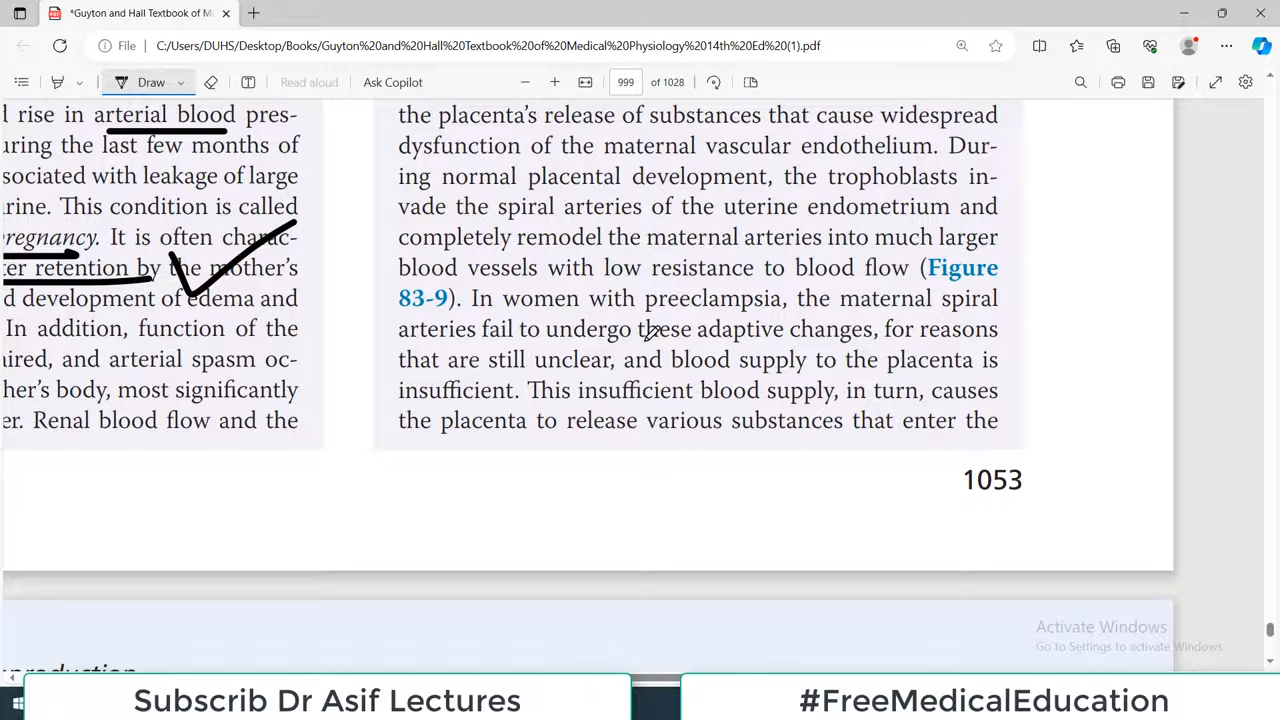 *Guyton and Hall Textbook of M
File
C:/Users/DUHS/Desktop/Books/Guyton%20and%20Hall%20Textbook%20of%20Medical%20Physiology%2014th%20Ed%20(1).pdf
Draw
Read aloud
Ask Copilot
999
of 1028
d rise in arterial blood pres-
uring the last few months of
sociated with leakage of large
rine. This condition is called
regnancy. It is often charac-
ter retention by the mother's
d development of edema and
In addition, function of the
aired, and arterial spasm oc-
her's body, most significantly
er. Renal blood flow and the
the placenta's release of substances that cause widespread
dysfunction of the maternal vascular endothelium. Dur-
ing normal placental development, the trophoblasts in-
vade the spiral arteries of the uterine endometrium and
completely remodel the maternal arteries into much larger
blood vessels with low resistance to blood flow (Figure
83-9). In women with preeclampsia, the maternal spiral
arteries fail to undergo these adaptive changes, for reasons
that are still unclear, and blood supply to the placenta is
insufficient. This insufficient blood supply, in turn, causes
the placenta to release various substances that enter the
1053
Activate Windows
Go to Settings to activate Windows
Subscrib Dr Asif Lectures
#FreeMedicalEducation